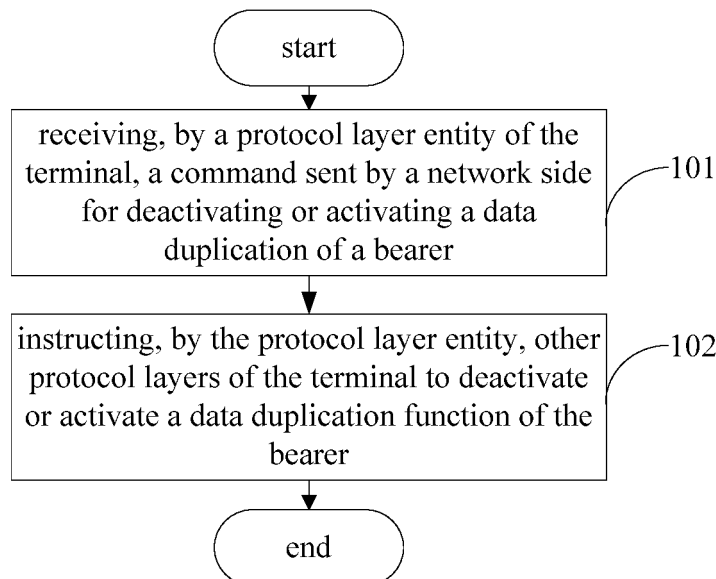 start
receiving, by a protocol layer entity of the
terminal, a command sent by a network side
for deactivating or activating a data
duplication of a bearer
101
instructing, by the protocol layer entity, other
protocol layers of the terminal to deactivate
or activate a data duplication function of the
bearer
102
end